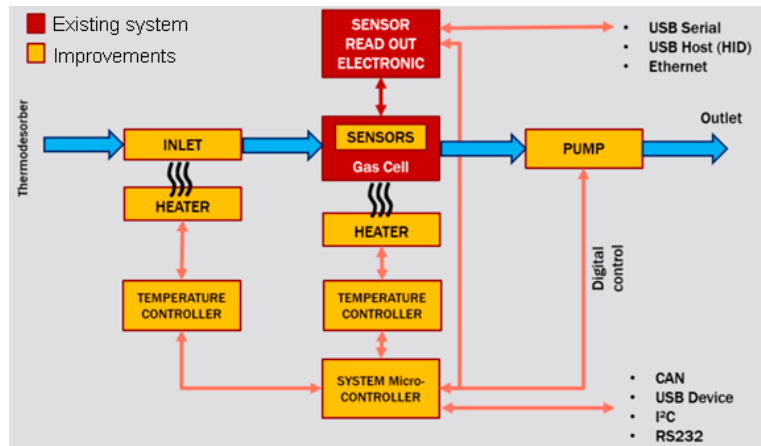 Existing system
Improvements
SENSOR
READ OUT
ELECTRONIC
• USB Serial
• USB Host (HID)
• Ethernet
Thermodesorber
INLET
SENSORS
Gas Cell
PUMP
Outlet
HEATER
HEATER
TEMPERATURE
CONTROLLER
TEMPERATURE
CONTROLLER
Digital
control
SYSTEM Micro-
CONTROLLER
• CAN
• USB Device
• I²C
• RS232